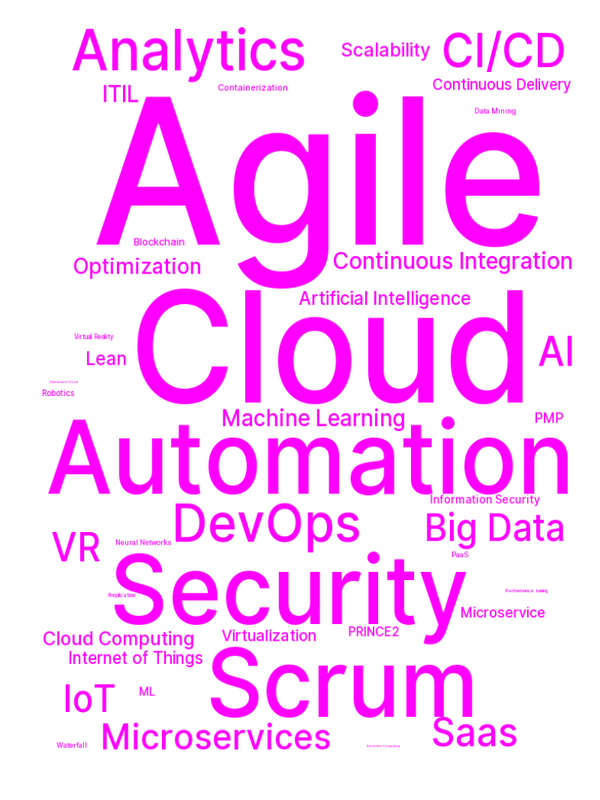 Analytics
Scalability
CI/CD
Continuous Delivery
ITIL
Containerization
Data Mining
Agile
Blockchain
Optimization
Continuous Integration
Artificial Intelligence
Cloud
Virtual Reality
Lean
AI
Robotics
Machine Learning
PMP
Automation
Information Security
DevOps
Big Data
VR
Neural Networks
PaaS
Security
Performance tuning
Replication
Microservice
Cloud Computing
Virtualization
PRINCE2
Internet of Things
Scrum
IoT
ML
Microservices
Saas
Waterfall